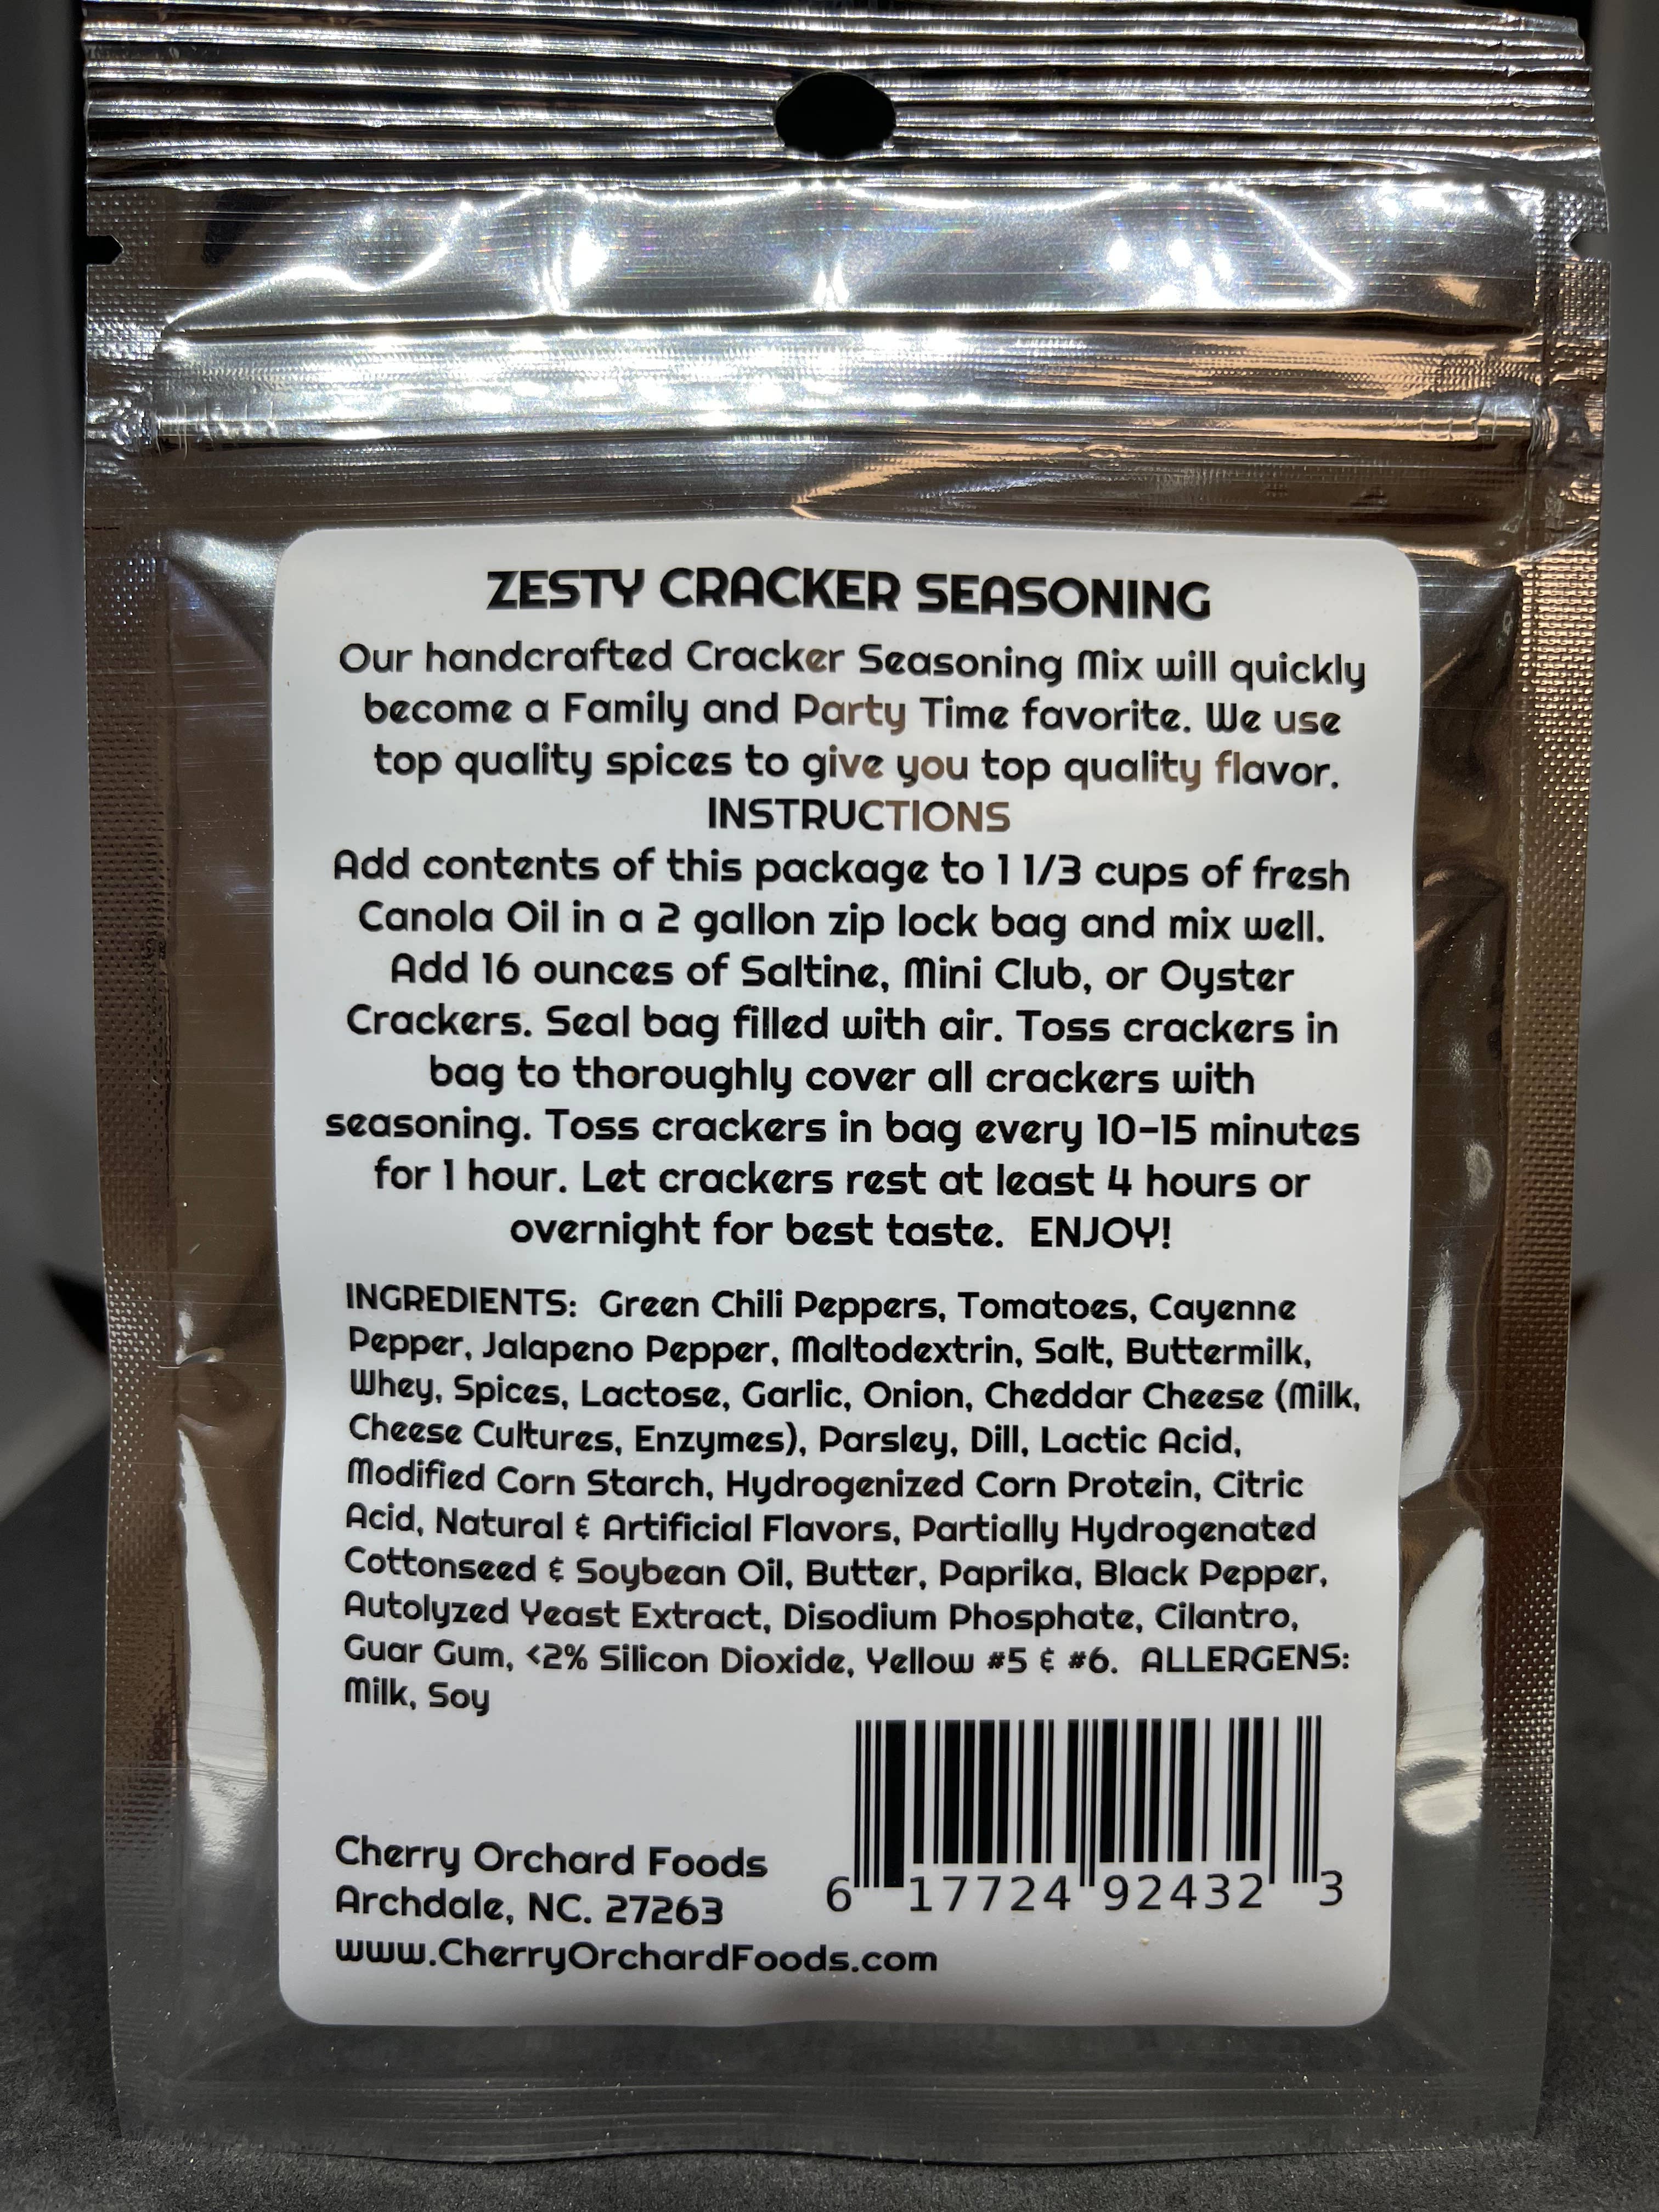 ZESTY CRACKER SEASONING
Our handcrafted Cracker Seasoning Mix will quickly
become a Family and Party Time favorite. We use
top quality spices to give you top quality flavor.
INSTRUCTIONS
Add contents of this package to 1 1/3 cups of fresh
Canola Oil in a 2 gallon zip lock bag and mix well.
Add 16 ounces of Saltine, Mini Club, or Oyster
Crackers. Seal bag filled with air. Toss crackers in
bag to thoroughly cover all crackers with
seasoning. Toss crackers in bag every 10-15 minutes
for 1 hour. Let crackers rest at least 4 hours or
overnight for best taste. ENJOY!
INGREDIENTS: Green Chili Peppers, Tomatoes, Cayenne
Pepper, Jalapeno Pepper, Maltodextrin, Salt, Buttermilk,
Whey, Spices, Lactose, Garlic, Onion, Cheddar Cheese (Milk,
Cheese Cultures, Enzymes), Parsley, Dill, Lactic Acid,
Modified Corn Starch, Hydrogenized Corn Protein, Citric
Acid, Natural & Artificial Flavors, Partially Hydrogenated
Cottonseed & Soybean Oil, Butter, Paprika, Black Pepper,
Autolyzed Yeast Extract, Disodium Phosphate, Cilantro,
Guar Gum, <2% Silicon Dioxide, Yellow #5 & #6. ALLERGENS:
Milk, Soy
Cherry Orchard Foods
Archdale, NC. 27263
www.CherryOrchardFoods.com
6 17724 92432 3